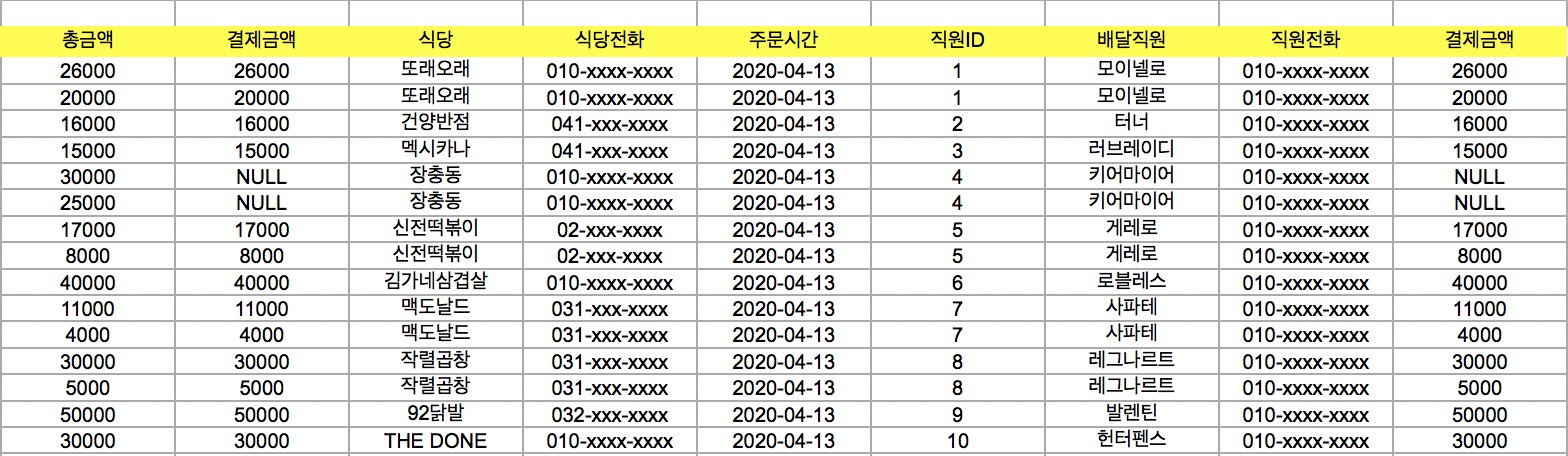 총금액 결제금액 식당 식당전화 주문시간 직원ID 배달직원 직원전화 결제금액
26000 26000 또래오래 010-xxxx-xxxx 2020-04-13 1 모이넬로 010-xxxx-xxxx 26000
20000 20000 또래오래 010-xxxx-xxxx 2020-04-13 1 모이넬로 010-xxxx-xxxx 20000
16000 16000 건양반점 041-xxx-xxxx 2020-04-13 2 터너 010-xxxx-xxxx 16000
15000 15000 멕시카나 041-xxx-xxxx 2020-04-13 3 러브레이디 010-xxxx-xxxx 15000
30000 NULL 장충동 010-xxxx-xxxx 2020-04-13 4 키어마이어 010-xxxx-xxxx NULL
25000 NULL 장충동 010-xxxx-xxxx 2020-04-13 4 키어마이어 010-xxxx-xxxx NULL
17000 17000 신전떡볶이 02-xxx-xxxx 2020-04-13 5 게레로 010-xxxx-xxxx 17000
8000 8000 신전떡볶이 02-xxx-xxxx 2020-04-13 5 게레로 010-xxxx-xxxx 8000
40000 40000 김가네삼겹살 010-xxxx-xxxx 2020-04-13 6 로블레스 010-xxxx-xxxx 40000
11000 11000 맥도날드 031-xxx-xxxx 2020-04-13 7 사파테 010-xxxx-xxxx 11000
4000 4000 맥도날드 031-xxx-xxxx 2020-04-13 7 사파테 010-xxxx-xxxx 4000
30000 30000 작렬곱창 031-xxx-xxxx 2020-04-13 8 레그나르트 010-xxxx-xxxx 30000
5000 5000 작렬곱창 031-xxx-xxxx 2020-04-13 8 레그나르트 010-xxxx-xxxx 5000
50000 50000 92닭발 032-xxx-xxxx 2020-04-13 9 발렌틴 010-xxxx-xxxx 50000
30000 30000 THE DONE 010-xxxx-xxxx 2020-04-13 10 헌터펜스 010-xxxx-xxxx 30000